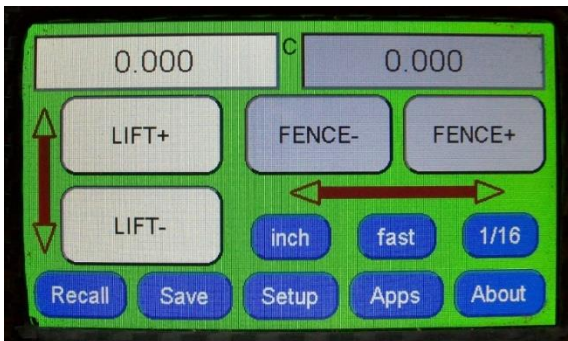 0.000 C 0.000
LIFT+ FENCE- FENCE+
LIFT-
inch fast 1/16
Recall Save Setup Apps About